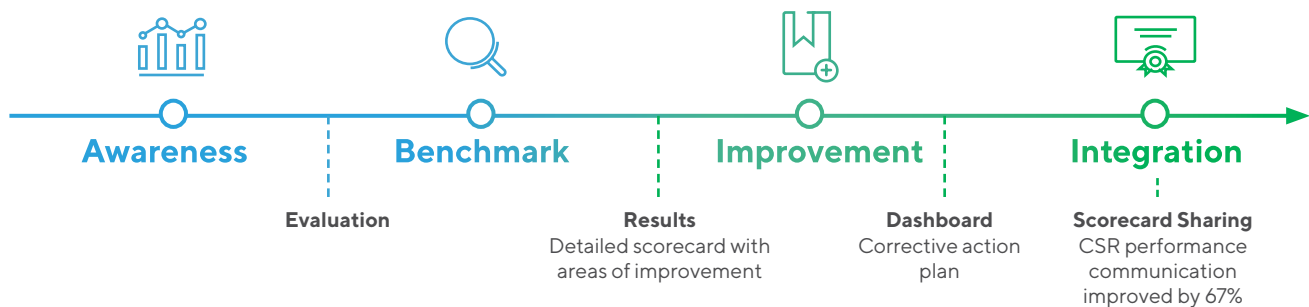 Awareness
Benchmark
Improvement
Integration
Evaluation
Results
Detailed scorecard with
areas of improvement
Dashboard
Corrective action
plan
Scorecard Sharing
CSR performance
communication
improved by 67%